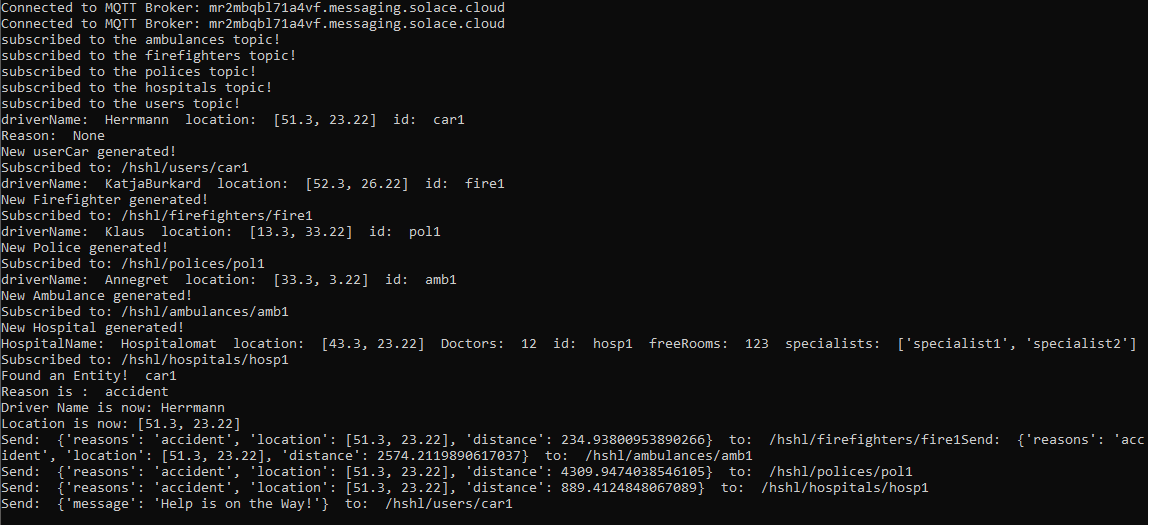 Connected to MQTT Broker: mr2mbqbl71a4vf.messaging.solace.cloud
Connected to MQTT Broker: mr2mbqbl71a4vf.messaging.solace.cloud
subscribed to the ambulances topic!
subscribed to the firefighters topic!
subscribed to the polices topic!
subscribed to the hospitals topic!
subscribed to the users topic!
driverName:  Herrmann  location:  [51.3, 23.22]  id:  car1
Reason:  None
New userCar generated!
Subscribed to: /hshl/users/car1
driverName:  KatjaBurkard  location:  [52.3, 26.22]  id:  fire1
New Firefighter generated!
Subscribed to: /hshl/firefighters/fire1
driverName:  Klaus  location:  [13.3, 33.22]  id:  pol1
New Police generated!
Subscribed to: /hshl/polices/pol1
driverName:  Annegret  location:  [33.3, 3.22]  id:  amb1
New Ambulance generated!
Subscribed to: /hshl/ambulances/amb1
New Hospital generated!
HospitalName:  Hospitalomat  location:  [43.3, 23.22]  Doctors:  12  id:  hosp1  freeRooms:  123  specialists:  ['specialist1', 'specialist2']
Subscribed to: /hshl/hospitals/hosp1
Found an Entity!  car1
Reason is :  accident
Driver Name is now: Herrmann
Location is now: [51.3, 23.22]
Send:  {'reasons': 'accident', 'location': [51.3, 23.22], 'distance': 234.93800953890266}  to:  /hshl/firefighters/fire1Send:  {'reasons': 'acc
ident', 'location': [51.3, 23.22], 'distance': 2574.2119890617037}  to:  /hshl/ambulances/amb1
Send:  {'reasons': 'accident', 'location': [51.3, 23.22], 'distance': 4309.9474038546105}  to:  /hshl/polices/pol1
Send:  {'reasons': 'accident', 'location': [51.3, 23.22], 'distance': 889.4124848067089}  to:  /hshl/hospitals/hosp1
Send:  {'message': 'Help is on the Way!'}  to:  /hshl/users/car1